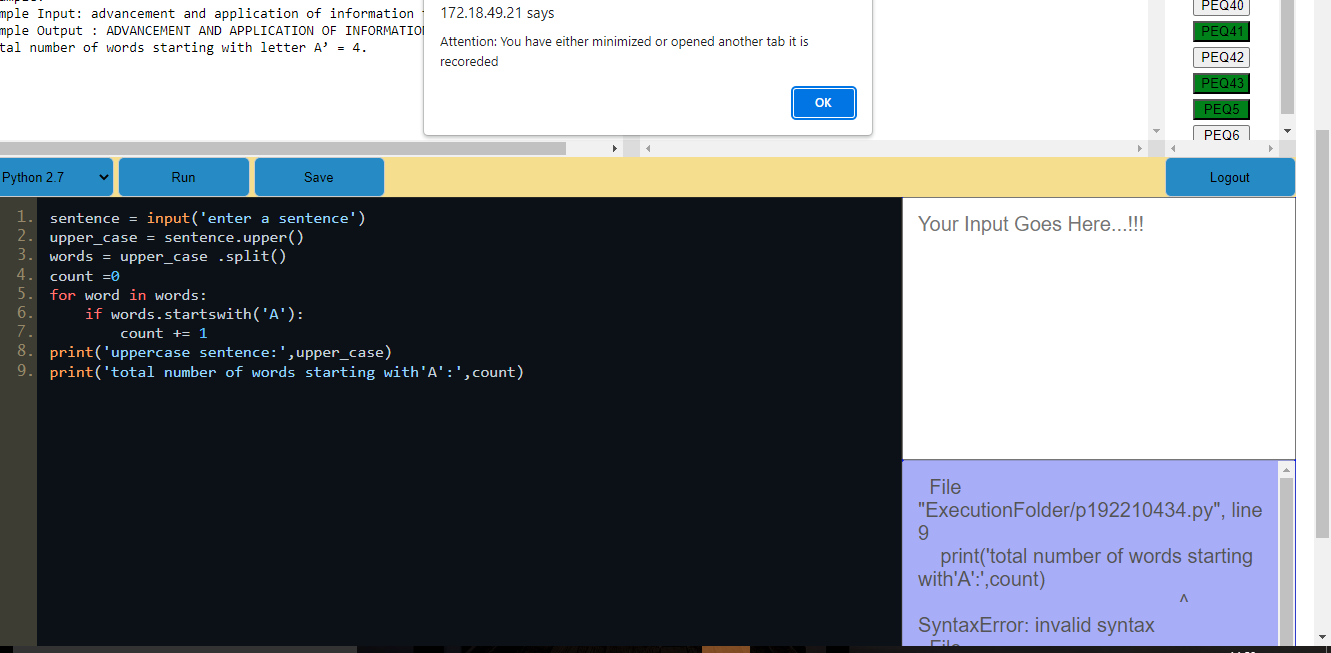 mple Input: advancement and application of information
mple Output : ADVANCEMENT AND APPLICATION OF INFORMATION
tal number of words starting with letter A’ = 4.
172.18.49.21 says
Attention: You have either minimized or opened another tab it is
recoreded
OK
PEQ40
PEQ41
PEQ42
PEQ43
PEQ5
PEQ6
Python 2.7
Run
Save
Logout
1. sentence = input('enter a sentence')
2. upper_case = sentence.upper()
3. words = upper_case .split()
4. count =0
5. for word in words:
6.     if words.startswith('A'):
7.         count += 1
8. print('uppercase sentence:',upper_case)
9. print('total number of words starting with'A':',count)
Your Input Goes Here...!!!
File
"ExecutionFolder/p192210434.py", line
9
print('total number of words starting
with'A':',count)
^
SyntaxError: invalid syntax
File